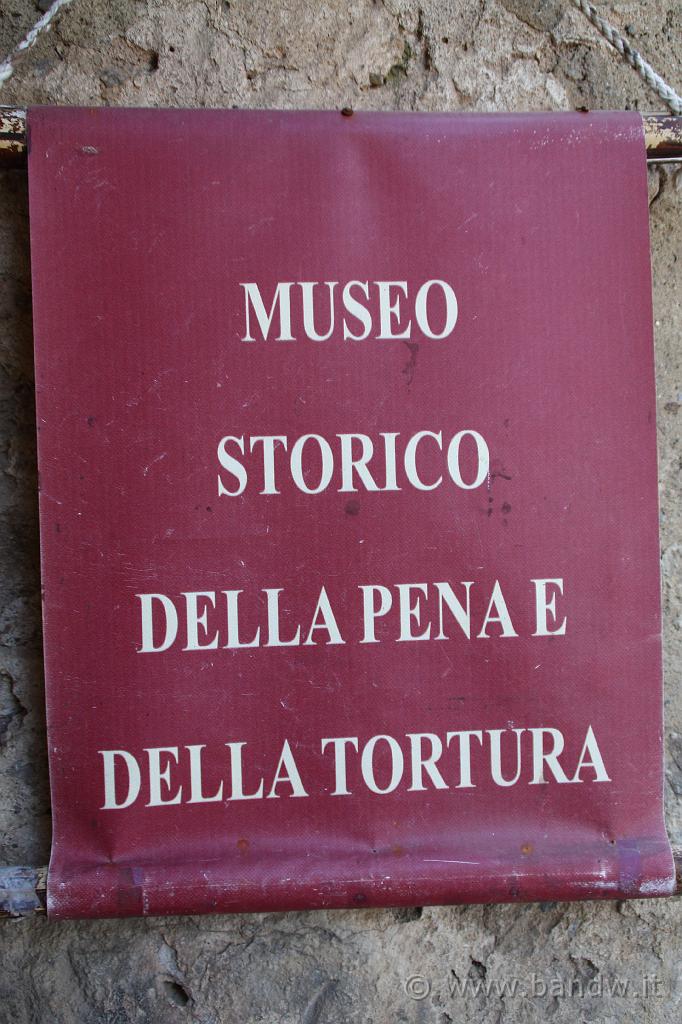 MUSEO
STORICO
DELLA PENA E
DELLA TORTURA
© www.bandw.it